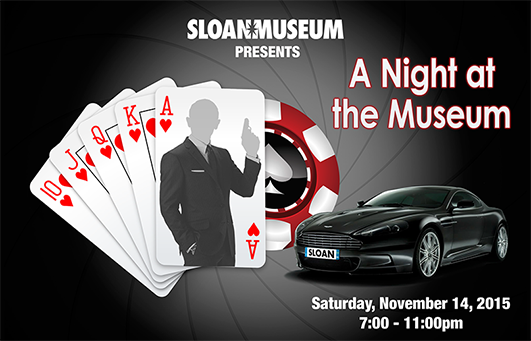 SLOAN MUSEUM
PRESENTS
A Night at
the Museum
10
J
Q
K
A
A
SLOAN
Saturday, November 14, 2015
7:00 - 11:00pm